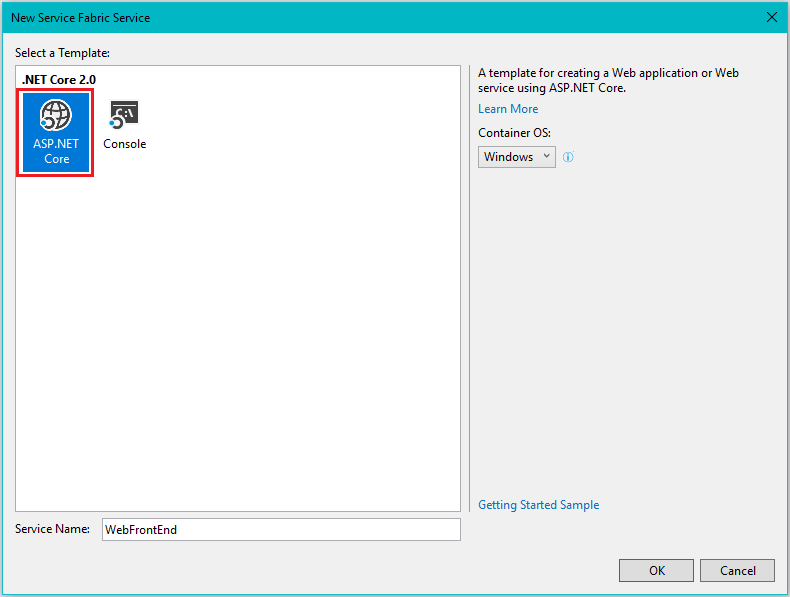 New Service Fabric Service
Select a Template:
.NET Core 2.0
ASP.NET
Core
C:\
Console
A template for creating a Web application or Web
service using ASP.NET Core.
Learn More
Container OS:
Windows
Getting Started Sample
Service Name:
WebFrontEnd
OK
Cancel